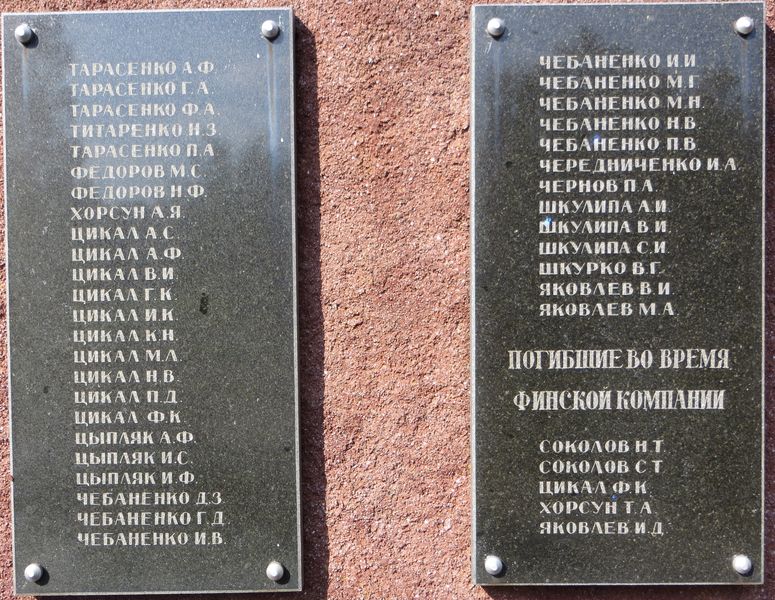 ТАРАСЕНКО А.Ф.
ТАРАСЕНКО Г.А.
ТАРАСЕНКО Ф.А.
ТИТАРЕНКО Н.З.
ТАРАСЕНКО П.А
ФЕДОРОВ М.С.
ФЕДОРОВ Н.Ф.
ХОРСУН А.Я.
ЦИКАЛ А.С.
ЦИКАЛ А.Ф.
ЦИКАЛ В.И.
ЦИКАЛ Г.К.
ЦИКАЛ И.К
ЦИКАЛ К.Н.
ЦИКАЛ М.Л.
ЦИКАЛ Н.В.
ЦИКАЛ П.Д.
ЦИКАЛ Ф.К
ЦЫПЛЯК А.Ф.
ЦЫПЛЯК И.С.
ЦЫПЛЯК И.Ф.
ЧЕБАНЕНКО Д.З.
ЧЕБАНЕНКО Г.Д.
ЧЕБАНЕНКО И.В.
ЧЕБАНЕНКО И.И
ЧЕБАНЕНКО М.Г
ЧЕБАНЕНКО М.Н.
ЧЕБАНЕНКО Н.В.
ЧЕБАНЕНКО П.В.
ЧЕРЕДНИЧЕНКО И.А.
ЧЕРНОВ П.А.
ШКУЛИПА А.И.
ШКУЛИПА В.И.
ШКУЛИПА С.И.
ШКУРКО В.Г.
ЯКОВЛЕВ В.И.
ЯКОВЛЕВ М.А.
ПОГИБШИЕ ВО ВРЕМЯ
ФИНСКОЙ КОМПАНИИ
СОКОЛОВ Н.Т
СОКОЛОВ С.Т
ЦИКАЛ Ф.К.
ХОРСУН Т.А.
ЯКОВЛЕВ И.Д.